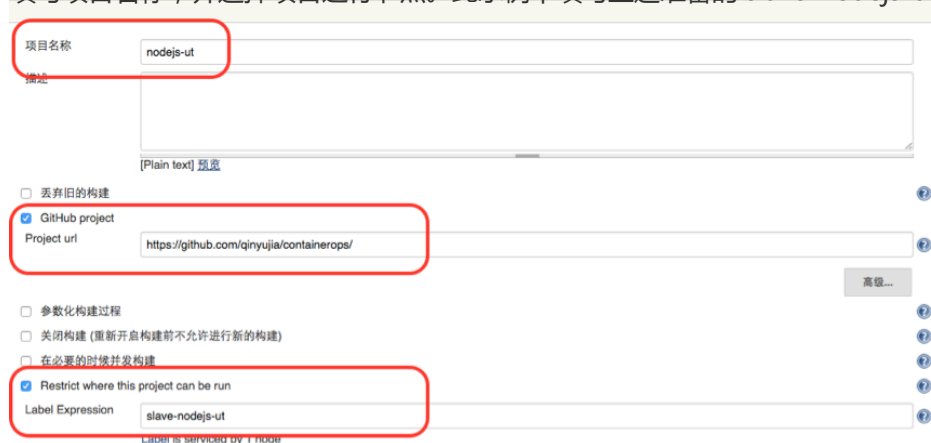 项目名称
nodejs-ut
描述
[Plain text] 预览
丢弃旧的构建
GitHub project
Project url
https://github.com/qinyujia/containerops/
高级...
参数化构建过程
关闭构建 (重新开启构建前不允许进行新的构建)
在必要的时候并发构建
Restrict where this project can be run
Label Expression
slave-nodejs-ut
Label is serviced by 1 node